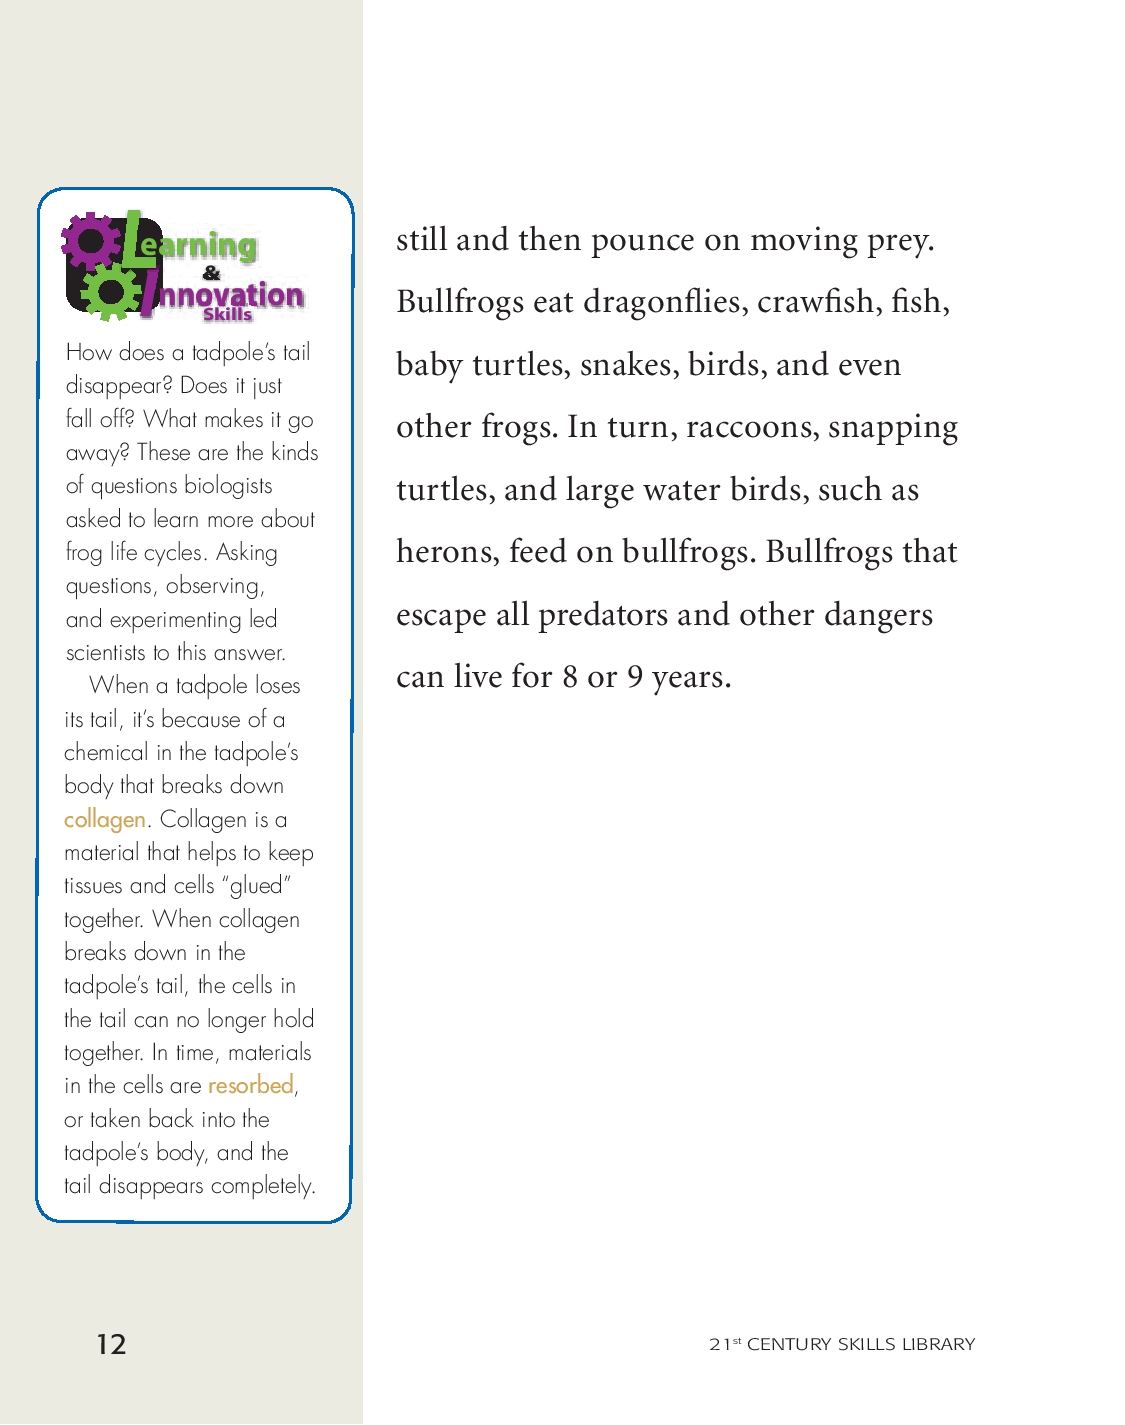 Learning
&
Innovation
Skills
How does a tadpole’s tail
disappear? Does it just
fall off? What makes it go
away? These are the kinds
of questions biologists
asked to learn more about
frog life cycles. Asking
questions, observing,
and experimenting led
scientists to this answer.
When a tadpole loses
its tail, it’s because of a
chemical in the tadpole’s
body that breaks down
collagen. Collagen is a
material that helps to keep
tissues and cells “glued”
together. When collagen
breaks down in the
tadpole’s tail, the cells in
the tail can no longer hold
together. In time, materials
in the cells are resorbed,
or taken back into the
tadpole’s body, and the
tail disappears completely.
still and then pounce on moving prey.
Bullfrogs eat dragonflies, crawfish, fish,
baby turtles, snakes, birds, and even
other frogs. In turn, raccoons, snapping
turtles, and large water birds, such as
herons, feed on bullfrogs. Bullfrogs that
escape all predators and other dangers
can live for 8 or 9 years.
12
21st CENTURY SKILLS LIBRARY